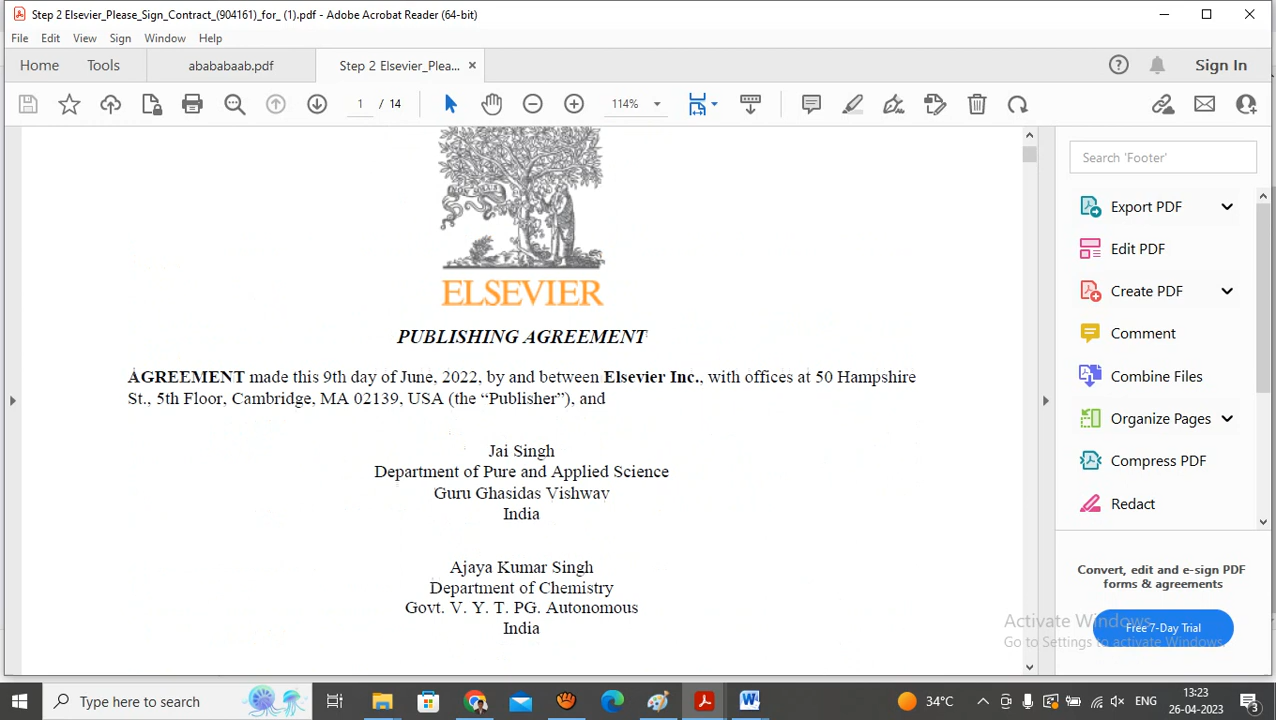 Step 2 Elsevier_Please_Sign_Contract_(904161)_for_ (1).pdf - Adobe Acrobat Reader (64-bit)
File Edit View Sign Window Help
Home Tools abababaab.pdf Step 2 Elsevier_Plea... × Sign In
1 / 14 114%
ELSEVIER
PUBLISHING AGREEMENT
AGREEMENT made this 9th day of June, 2022, by and between Elsevier Inc., with offices at 50 Hampshire
St., 5th Floor, Cambridge, MA 02139, USA (the “Publisher”), and
Jai Singh
Department of Pure and Applied Science
Guru Ghasidas Vishway
India
Ajaya Kumar Singh
Department of Chemistry
Govt. V. Y. T. PG. Autonomous
India
Search 'Footer'
Export PDF
Edit PDF
Create PDF
Comment
Combine Files
Organize Pages
Compress PDF
Redact
Convert, edit and e-sign PDF
forms & agreements
Free 7-Day Trial
Activate Windows
Go to Settings to activate Windows.
Type here to search
34°C ENG
13:23
26-04-2023
3